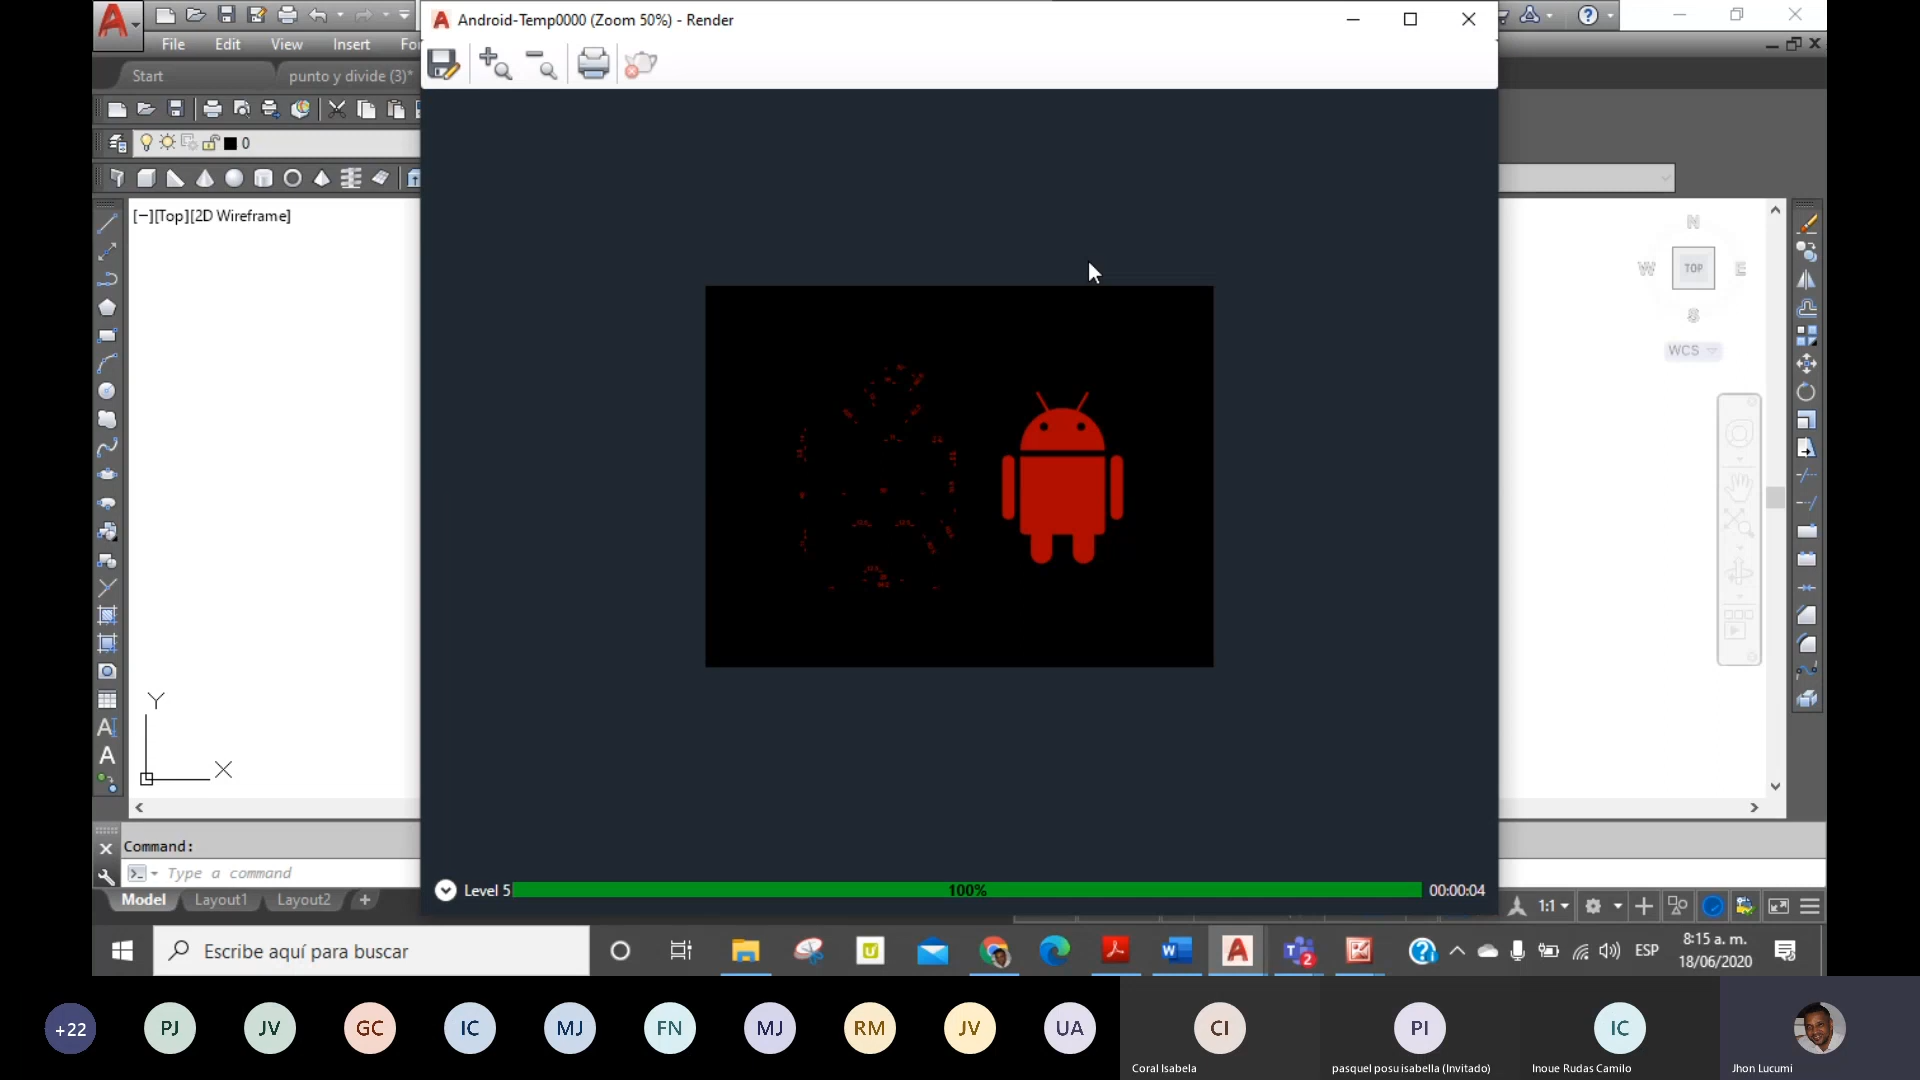 Android-Temp0000 (Zoom 50%) - Render
File Edit View Insert Fo
Start punto y divide (3)*
0
[−][Top][2D Wireframe]
N
W TOP E
S
WCS
Y
X
Command:
Type a command
Level 5 100% 00:00:04
Model Layout1 Layout2 +
1:1
Escribe aquí para buscar
2
ESP
8:15 a. m.
18/06/2020
+22 PJ JV GC IC MJ FN MJ RM JV UA CI PI IC
Coral Isabela pasquel posu isabella (Invitado) Inoue Rudas Camilo Jhon Lucumi